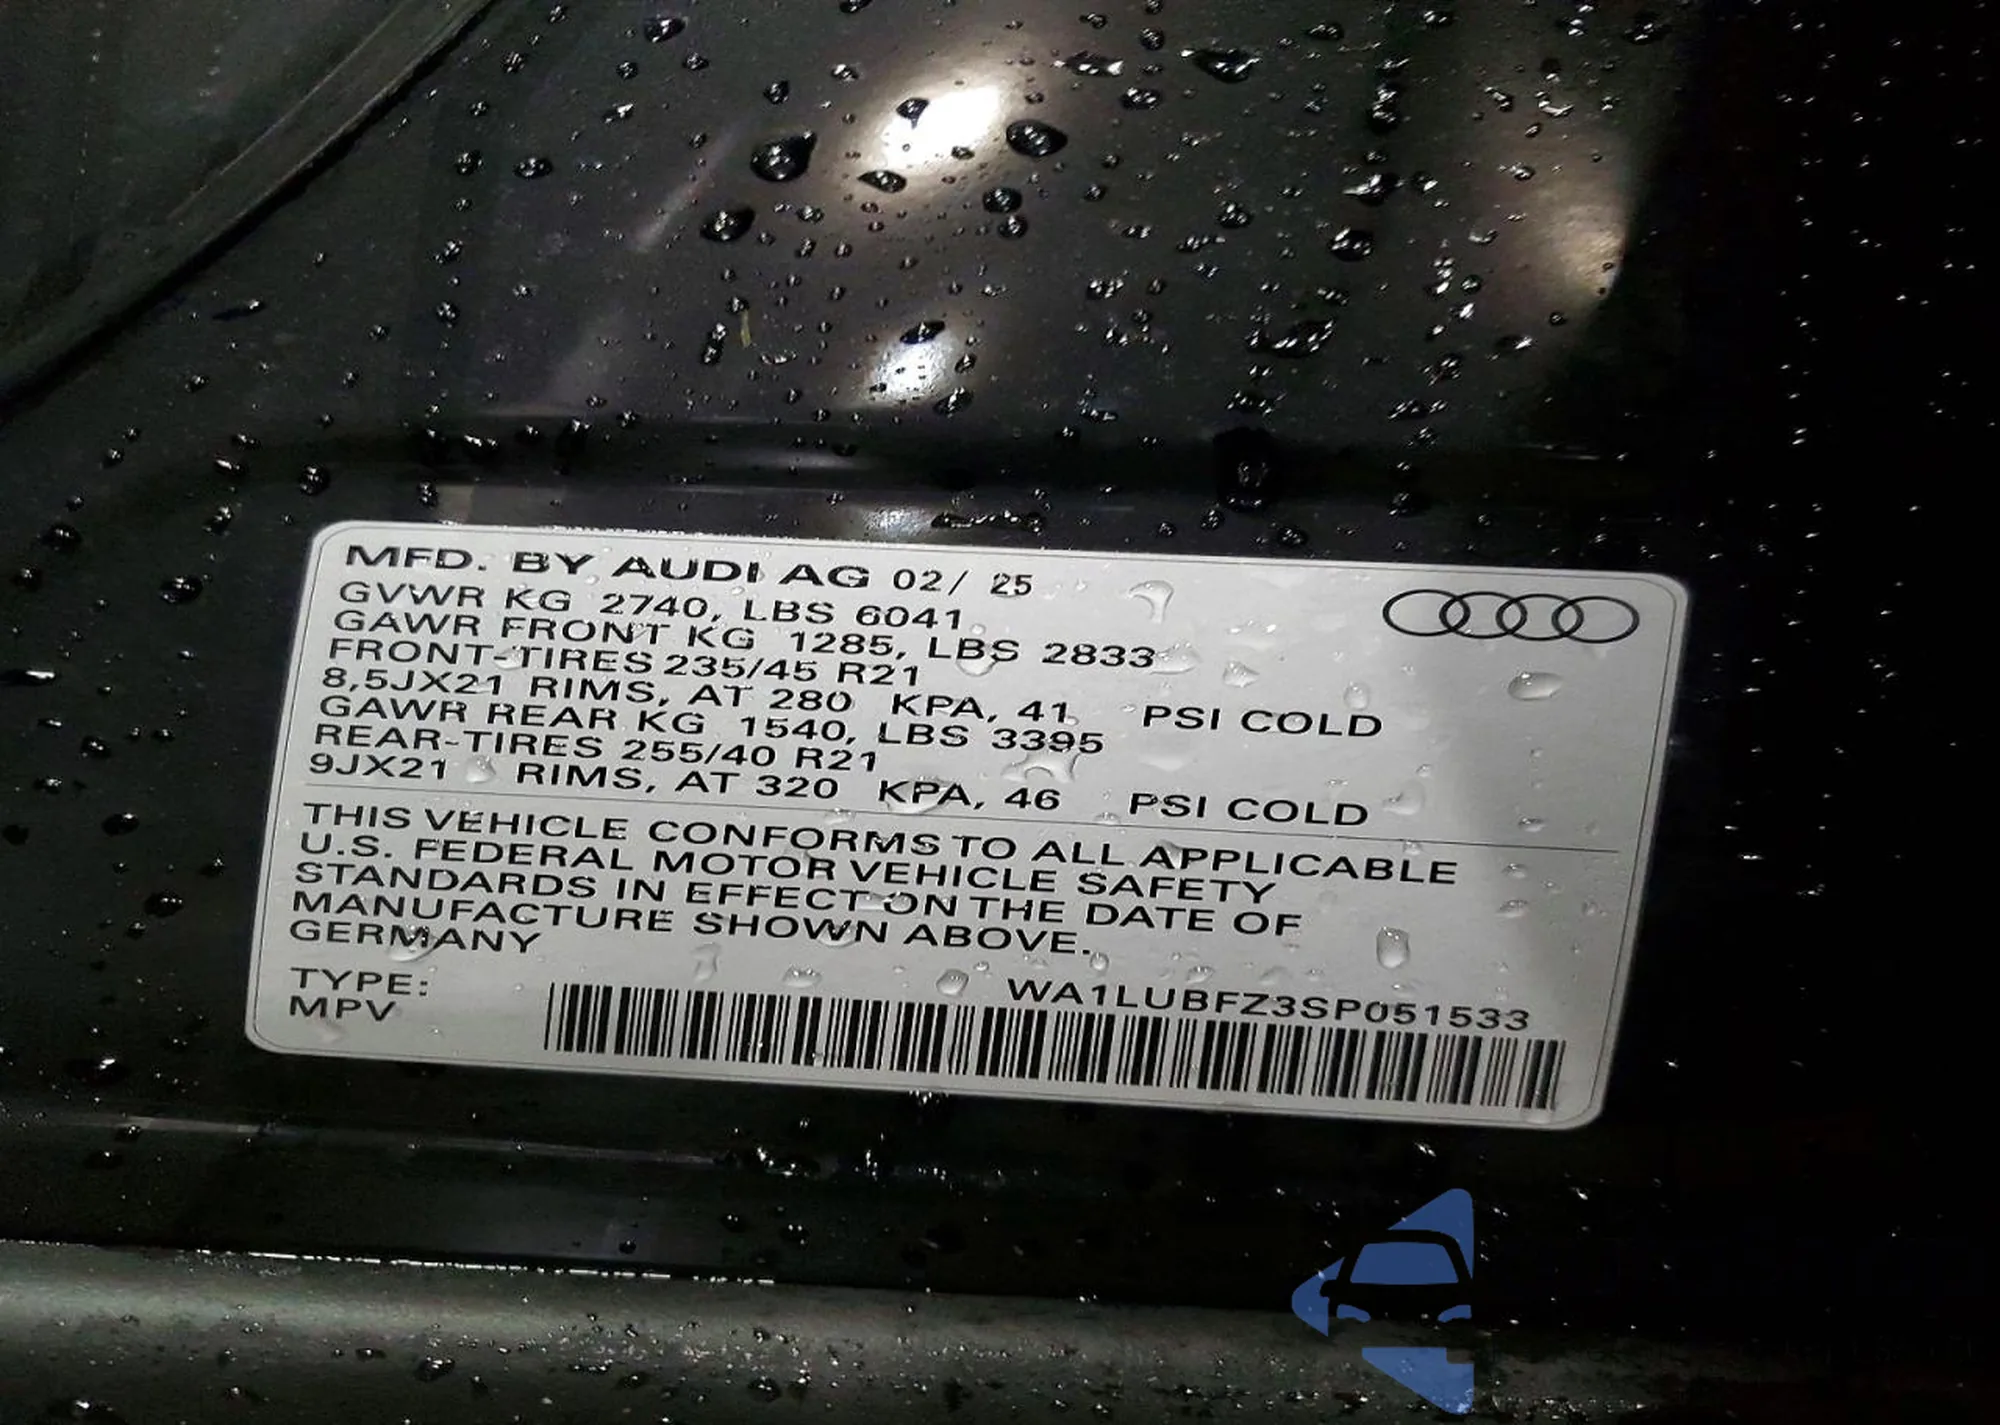 MFD. BY AUDI AG 02/ 25
GVWR KG 2740, LBS 6041
GAWR FRONT KG 1285, LBS 2833
FRONT-TIRES 235/45 R21
8,5JX21 RIMS, AT 280 KPA, 41 PSI COLD
GAWR REAR KG 1540, LBS 3395
REAR-TIRES 255/40 R21
9JX21 RIMS, AT 320 KPA, 46 PSI COLD
THIS VEHICLE CONFORMS TO ALL APPLICABLE
U.S. FEDERAL MOTOR VEHICLE SAFETY
STANDARDS IN EFFECT ON THE DATE OF
MANUFACTURE SHOWN ABOVE.
GERMANY
TYPE:
MPV
WA1LUBFZ3SP051533